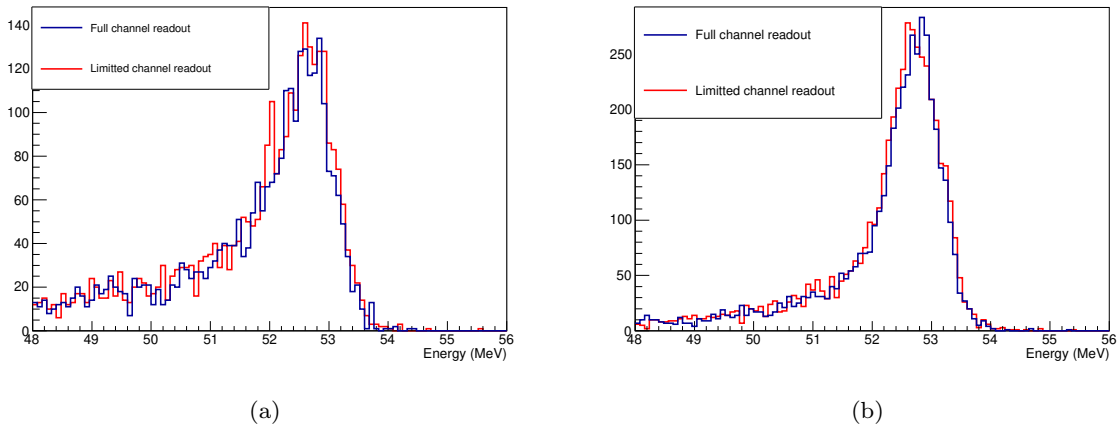 140
120
100
80
60
40
20
0
Full channel readout
Limitted channel readout
48 49 50 51 52 53 54 55 56
Energy (MeV)
(a)
250
200
150
100
50
0
Full channel readout
Limitted channel readout
48 49 50 51 52 53 54 55 56
Energy (MeV)
(b)